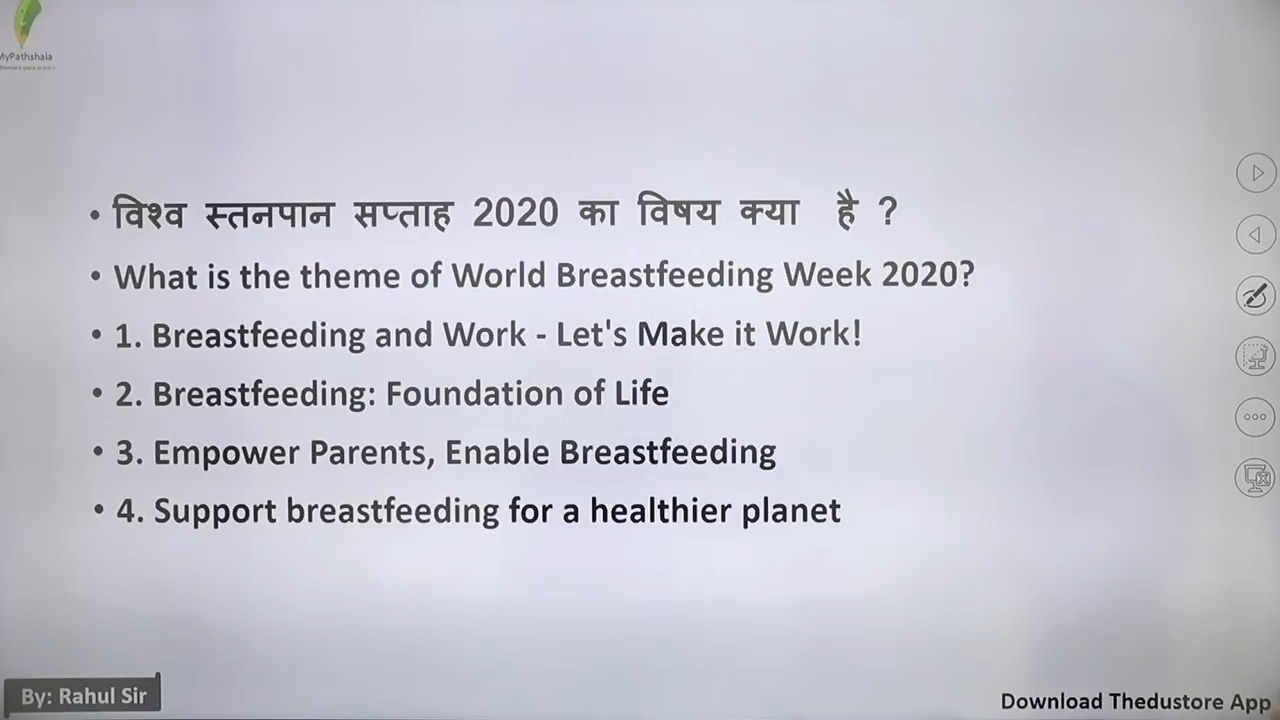 MyPathshala
• विश्व स्तनपान सप्ताह 2020 का विषय क्या है ?
• What is the theme of World Breastfeeding Week 2020?
• 1. Breastfeeding and Work - Let's Make it Work!
• 2. Breastfeeding: Foundation of Life
• 3. Empower Parents, Enable Breastfeeding
• 4. Support breastfeeding for a healthier planet
By: Rahul Sir
Download Thedustore App